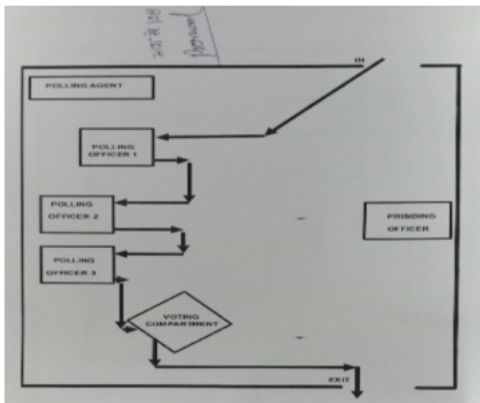 IN
POLLING AGENT
POLLING
OFFICER 1
POLLING
OFFICER 2
PRISIDING
OFFICER
POLLING
OFFICER 3
VOTING
COMPARTMENT
EXIT